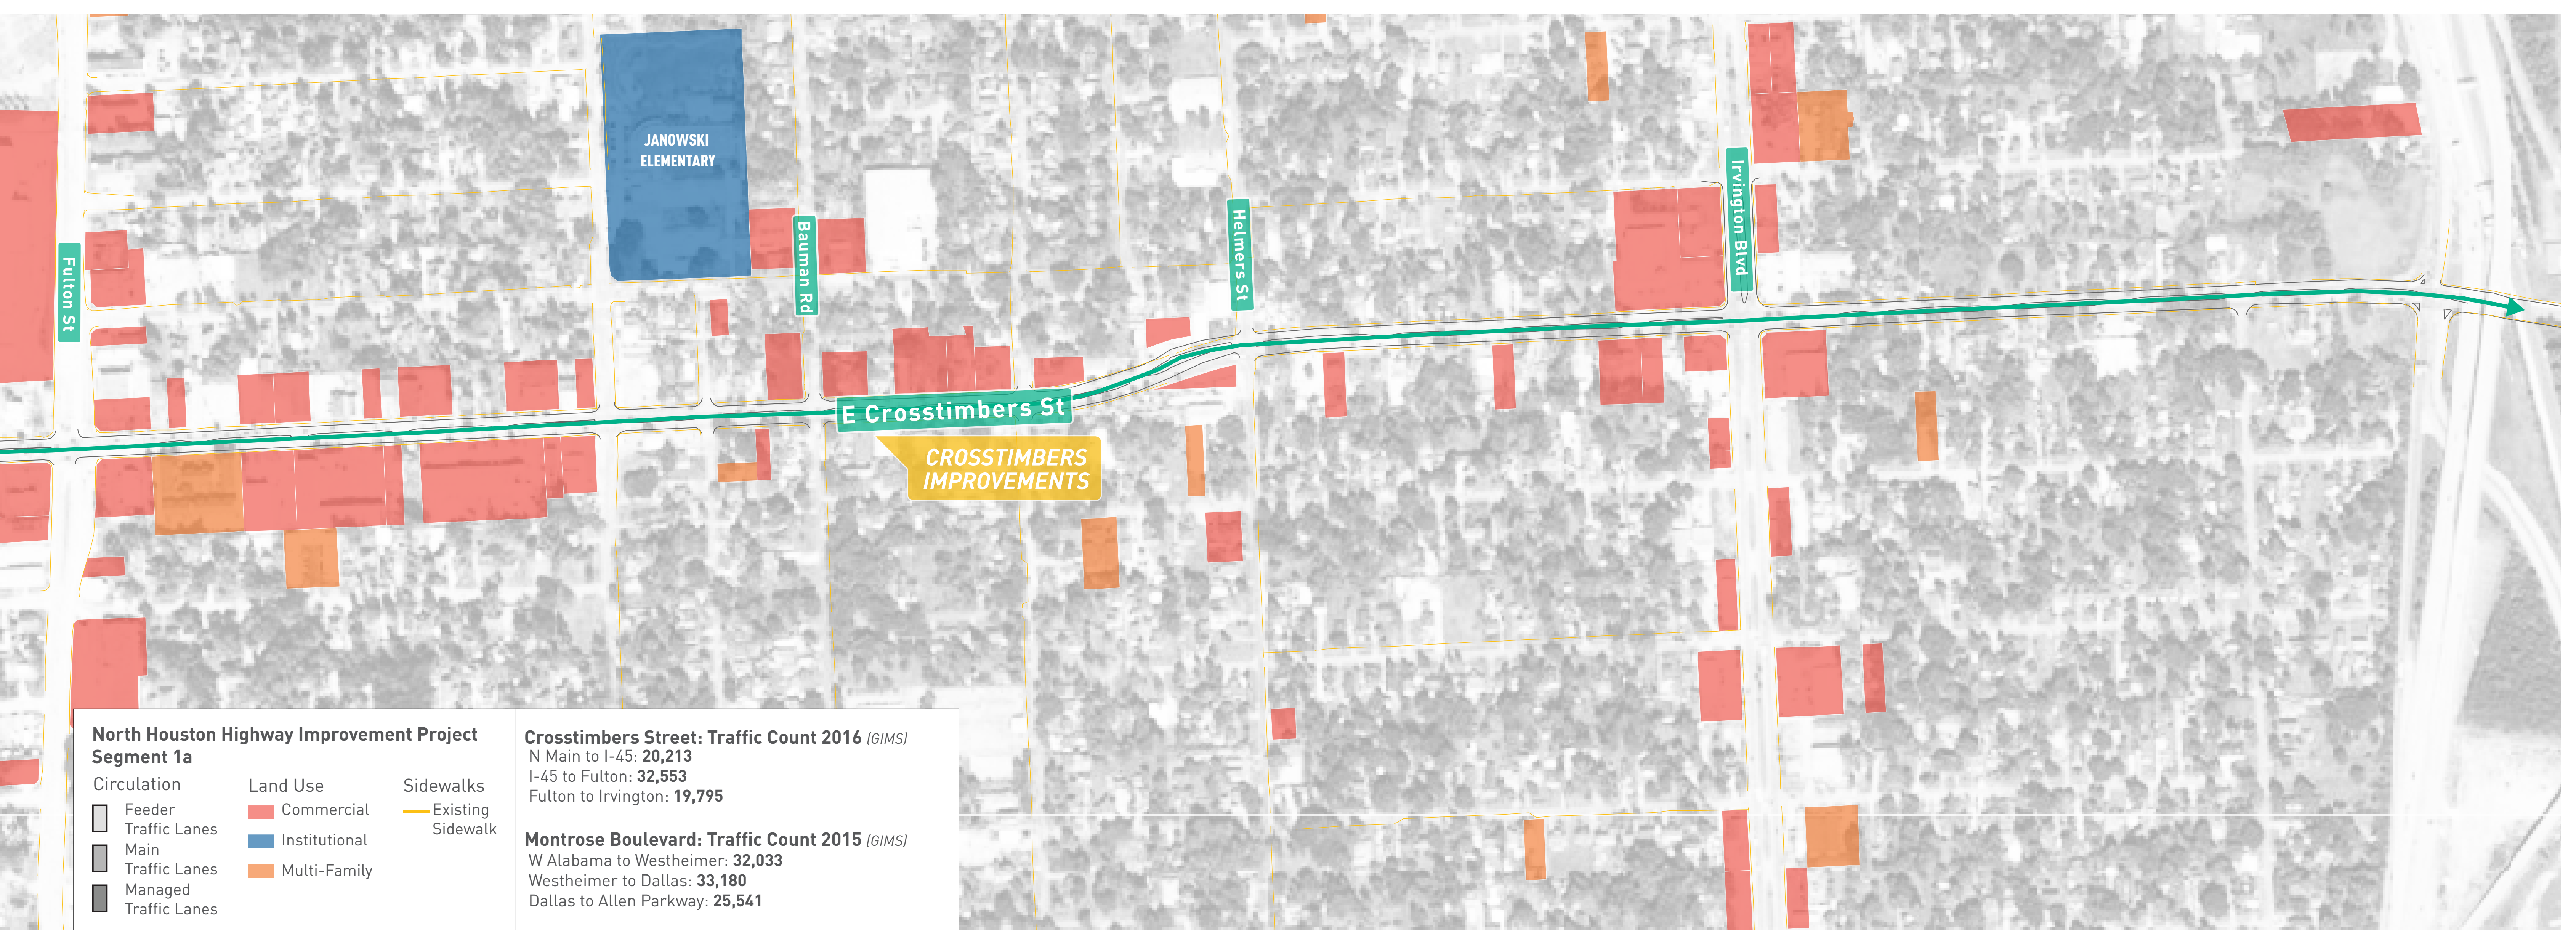 JANOWSKI
ELEMENTARY
Fulton St
Bauman Rd
Helmers St
Irvington Blvd
E Crosstimbers St
CROSSTIMBERS
IMPROVEMENTS
North Houston Highway Improvement Project
Segment 1a
Circulation
Feeder
Traffic Lanes
Main
Traffic Lanes
Managed
Traffic Lanes
Land Use
Commercial
Institutional
Multi-Family
Sidewalks
Existing
Sidewalk
Crosstimbers Street: Traffic Count 2016 (GIMS)
N Main to I-45: 20,213
I-45 to Fulton: 32,553
Fulton to Irvington: 19,795
Montrose Boulevard: Traffic Count 2015 (GIMS)
W Alabama to Westheimer: 32,033
Westheimer to Dallas: 33,180
Dallas to Allen Parkway: 25,541